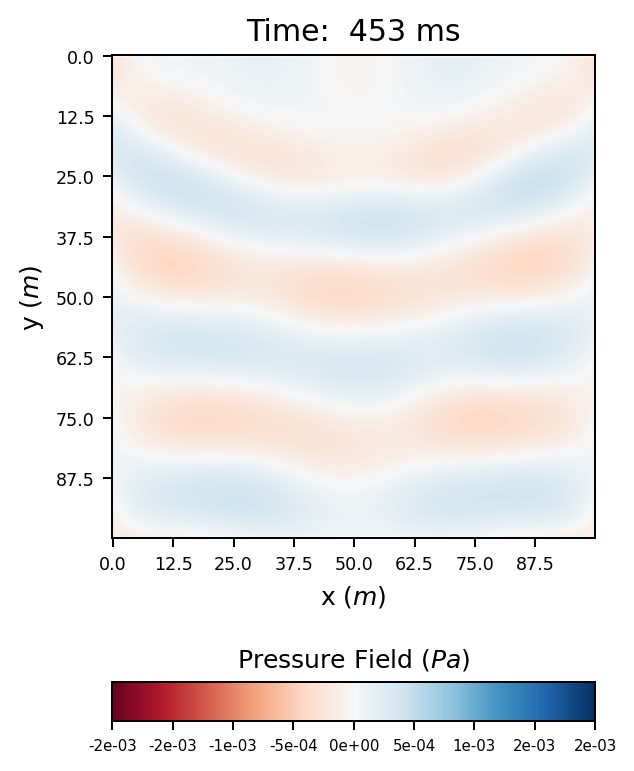 Time:  453 ms
0.0
12.5
25.0
37.5
50.0
62.5
75.0
87.5
y (m)
0.0 12.5 25.0 37.5 50.0 62.5 75.0 87.5
x (m)
Pressure Field (Pa)
-2e-03 -2e-03 -1e-03 -5e-04 0e+00 5e-04 1e-03 2e-03 2e-03